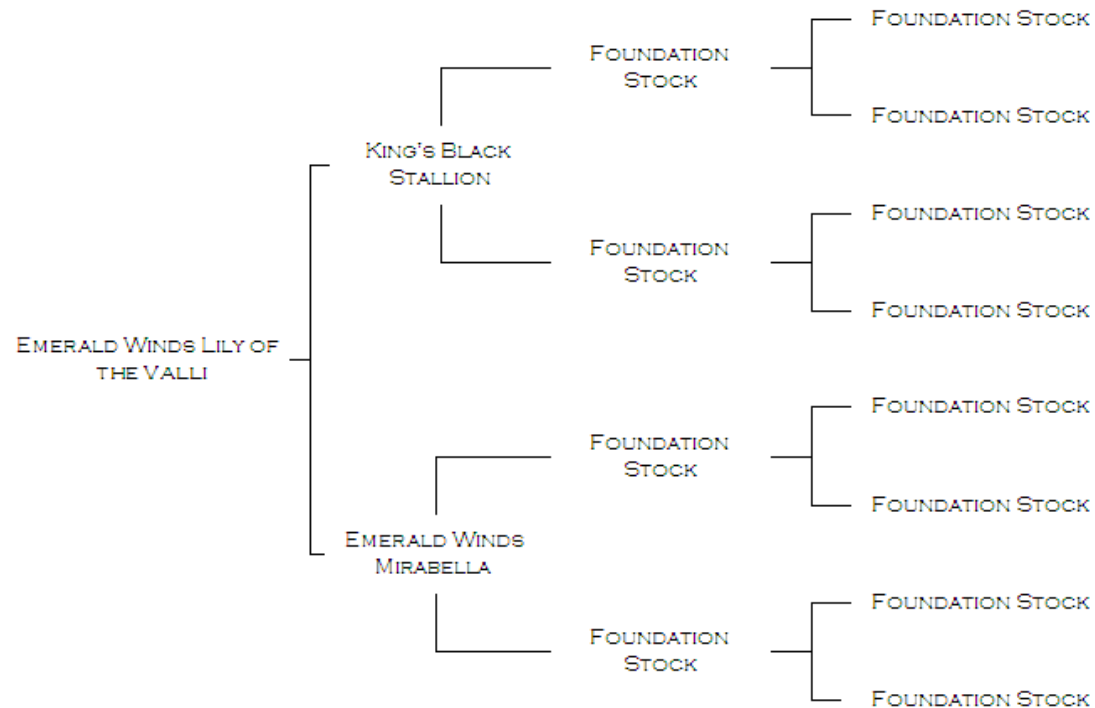 Foundation Stock
Foundation
Stock
Foundation Stock
King's Black
Stallion
Foundation Stock
Foundation
Stock
Foundation Stock
Emerald Winds Lily of
the Valli
Foundation Stock
Foundation
Stock
Foundation Stock
Emerald Winds
Mirabella
Foundation Stock
Foundation
Stock
Foundation Stock